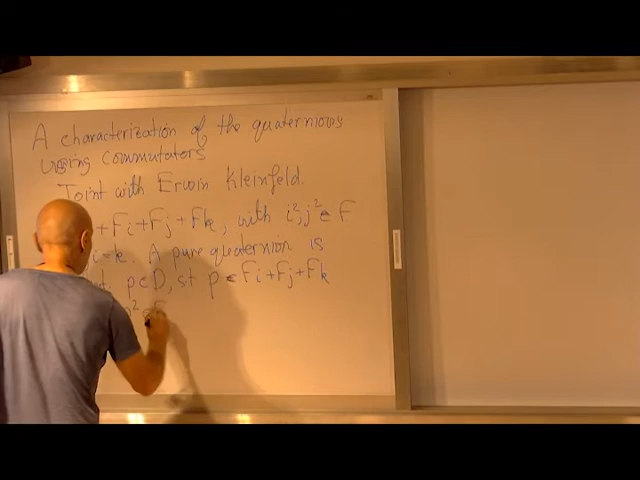 A characterization of the quaternions
using commutators
Joint with Erwin Kleinfeld.
+ Fi + Fj + Fk, with i², j² ∈ F
= k. A pure quaternion is
p ∈ D, st p ∈ Fi + Fj + Fk